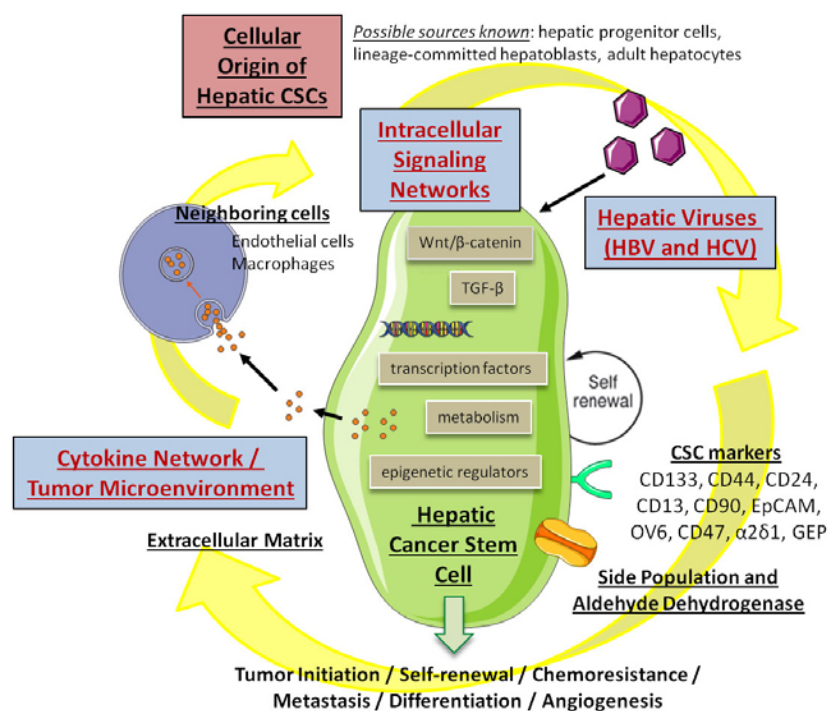 Cellular
Origin of
Hepatic CSCs
Possible sources known: hepatic progenitor cells,
lineage-committed hepatoblasts, adult hepatocytes
Intracellular
Signaling
Networks
Hepatic Viruses
(HBV and HCV)
Neighboring cells
Endothelial cells
Macrophages
Wnt/β-catenin
TGF-β
transcription factors
metabolism
epigenetic regulators
Self
renewal
Cytokine Network /
Tumor Microenvironment
Extracellular Matrix
Hepatic
Cancer Stem
Cell
CSC markers
CD133, CD44, CD24,
CD13, CD90, EpCAM,
OV6, CD47, α2δ1, GEP
Side Population and
Aldehyde Dehydrogenase
Tumor Initiation / Self-renewal / Chemoresistance /
Metastasis / Differentiation / Angiogenesis